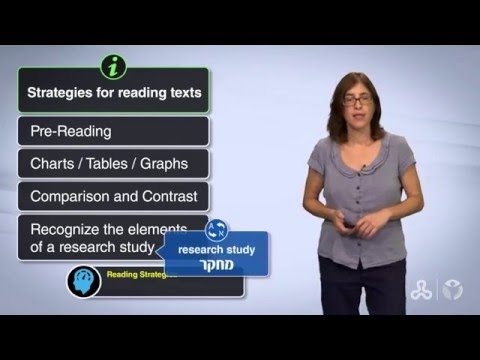 i
Strategies for reading texts
Pre-Reading
Charts / Tables / Graphs
Comparison and Contrast
Recognize the elements
of a research study
A א
research study
מחקר
Reading Strategies